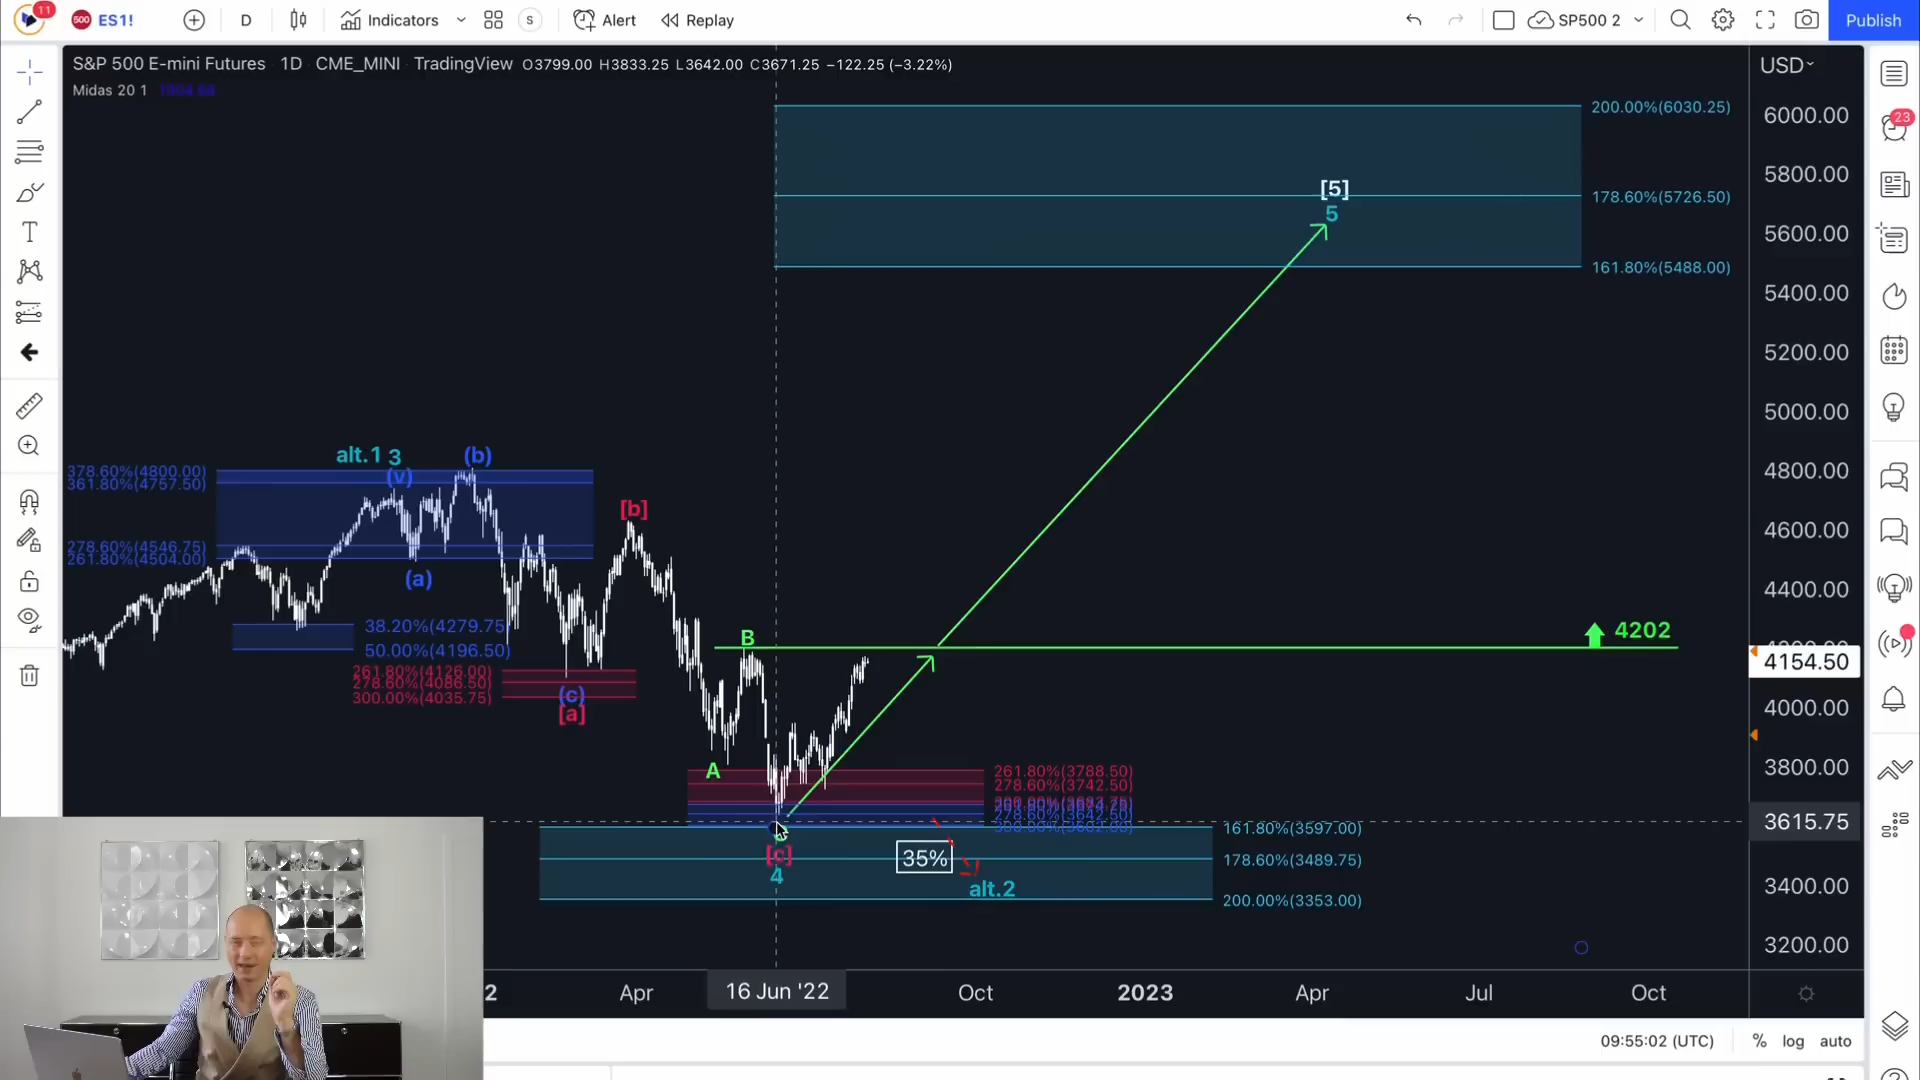 11
500 ES1!
D
Indicators
S
Alert
Replay
SP500 2
Publish
S&P 500 E-mini Futures 1D CME_MINI TradingView O3799.00 H3833.25 L3642.00 C3671.25 −122.25 (−3.22%)
Midas 20 1
USD
6000.00
5800.00
5600.00
5400.00
5200.00
5000.00
4800.00
4600.00
4400.00
4154.50
4000.00
3800.00
3615.75
3400.00
3200.00
23
200.00%(6030.25)
178.60%(5726.50)
161.80%(5488.00)
[5]
5
4202
alt.1 3
(v)
(b)
378.60%(4800.00)
361.80%(4757.50)
278.60%(4546.75)
261.80%(4504.00)
(a)
[b]
38.20%(4279.75)
50.00%(4196.50)
261.80%(4126.00)
278.60%(4086.50)
300.00%(4035.75)
(c)
[a]
B
A
261.80%(3788.50)
278.60%(3742.50)
278.60%(3642.50)
161.80%(3597.00)
178.60%(3489.75)
200.00%(3353.00)
[c]
4
35%
alt.2
2
Apr
16 Jun '22
Oct
2023
Apr
Jul
Oct
09:55:02 (UTC)
%
log
auto